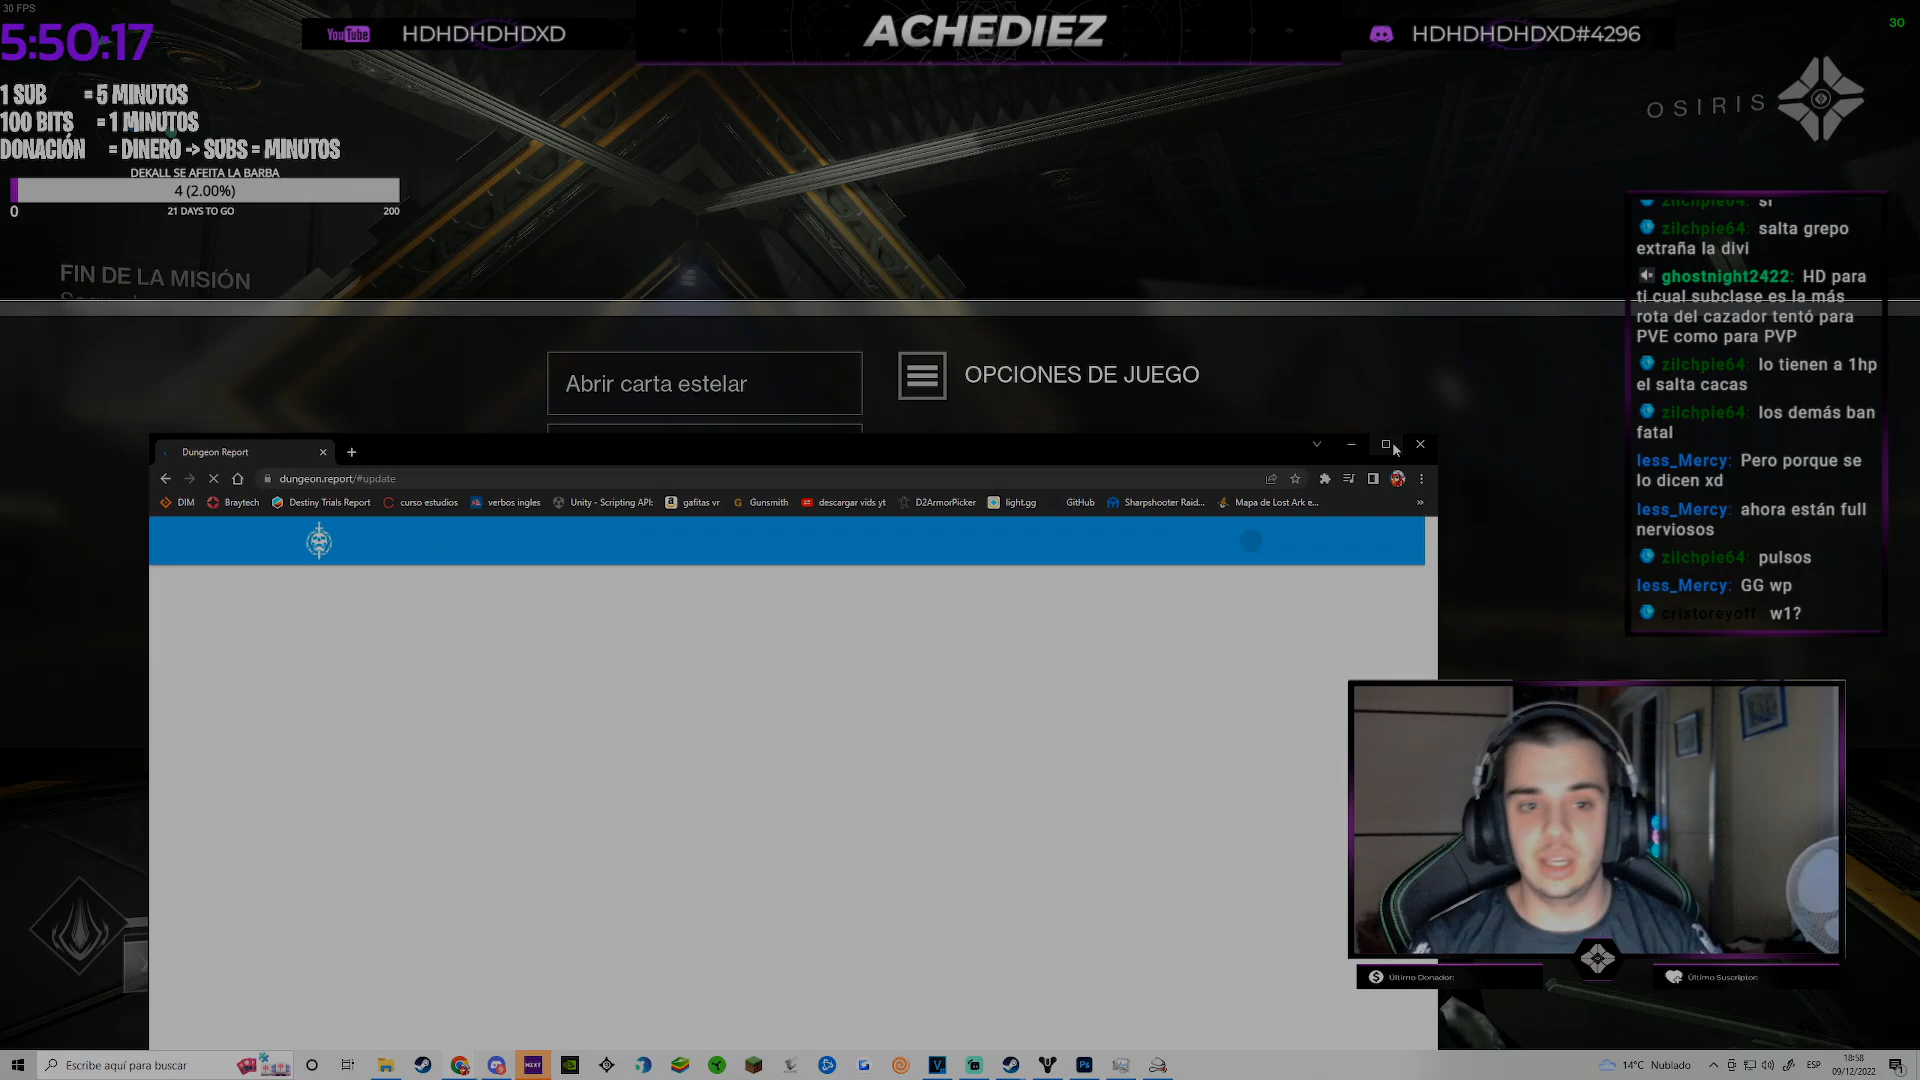 30 FPS
5:50:17
YouTube HDHDHDHDXD
ACHEDIEZ
HDHDHDHDXD#4296
30
1 SUB = 5 MINUTOS
100 BITS = 1 MINUTOS
DONACIÓN = DINERO -> SUBS = MINUTOS
DEKALL SE AFEITA LA BARBA
4 (2.00%)
0 21 DAYS TO GO 200
OSIRIS
FIN DE LA MISIÓN
Abrir carta estelar
OPCIONES DE JUEGO
zilchpie64: si
zilchpie64: salta grepo
extraña la divi
ghostnight2422: HD para
ti cual subclase es la más
rota del cazador tentó para
PVE como para PVP
zilchpie64: lo tienen a 1hp
el salta cacas
zilchpie64: los demás ban
fatal
less_Mercy: Pero porque se
lo dicen xd
less_Mercy: ahora están full
nerviosos
zilchpie64: pulsos
less_Mercy: GG wp
cristoreyoff w1?
Dungeon Report
dungeon.report/#update
DIM Braytech Destiny Trials Report curso estudios verbos ingles Unity - Scripting API: gafitas vr Gunsmith descargar vids yt D2ArmorPicker light.gg GitHub Sharpshooter Raid... Mapa de Lost Ark e... »
Último Donador:
Último Suscriptor:
Escribe aquí para buscar
NZXT
V
Ps
14°C Nublado
ESP
18:58
09/12/2022